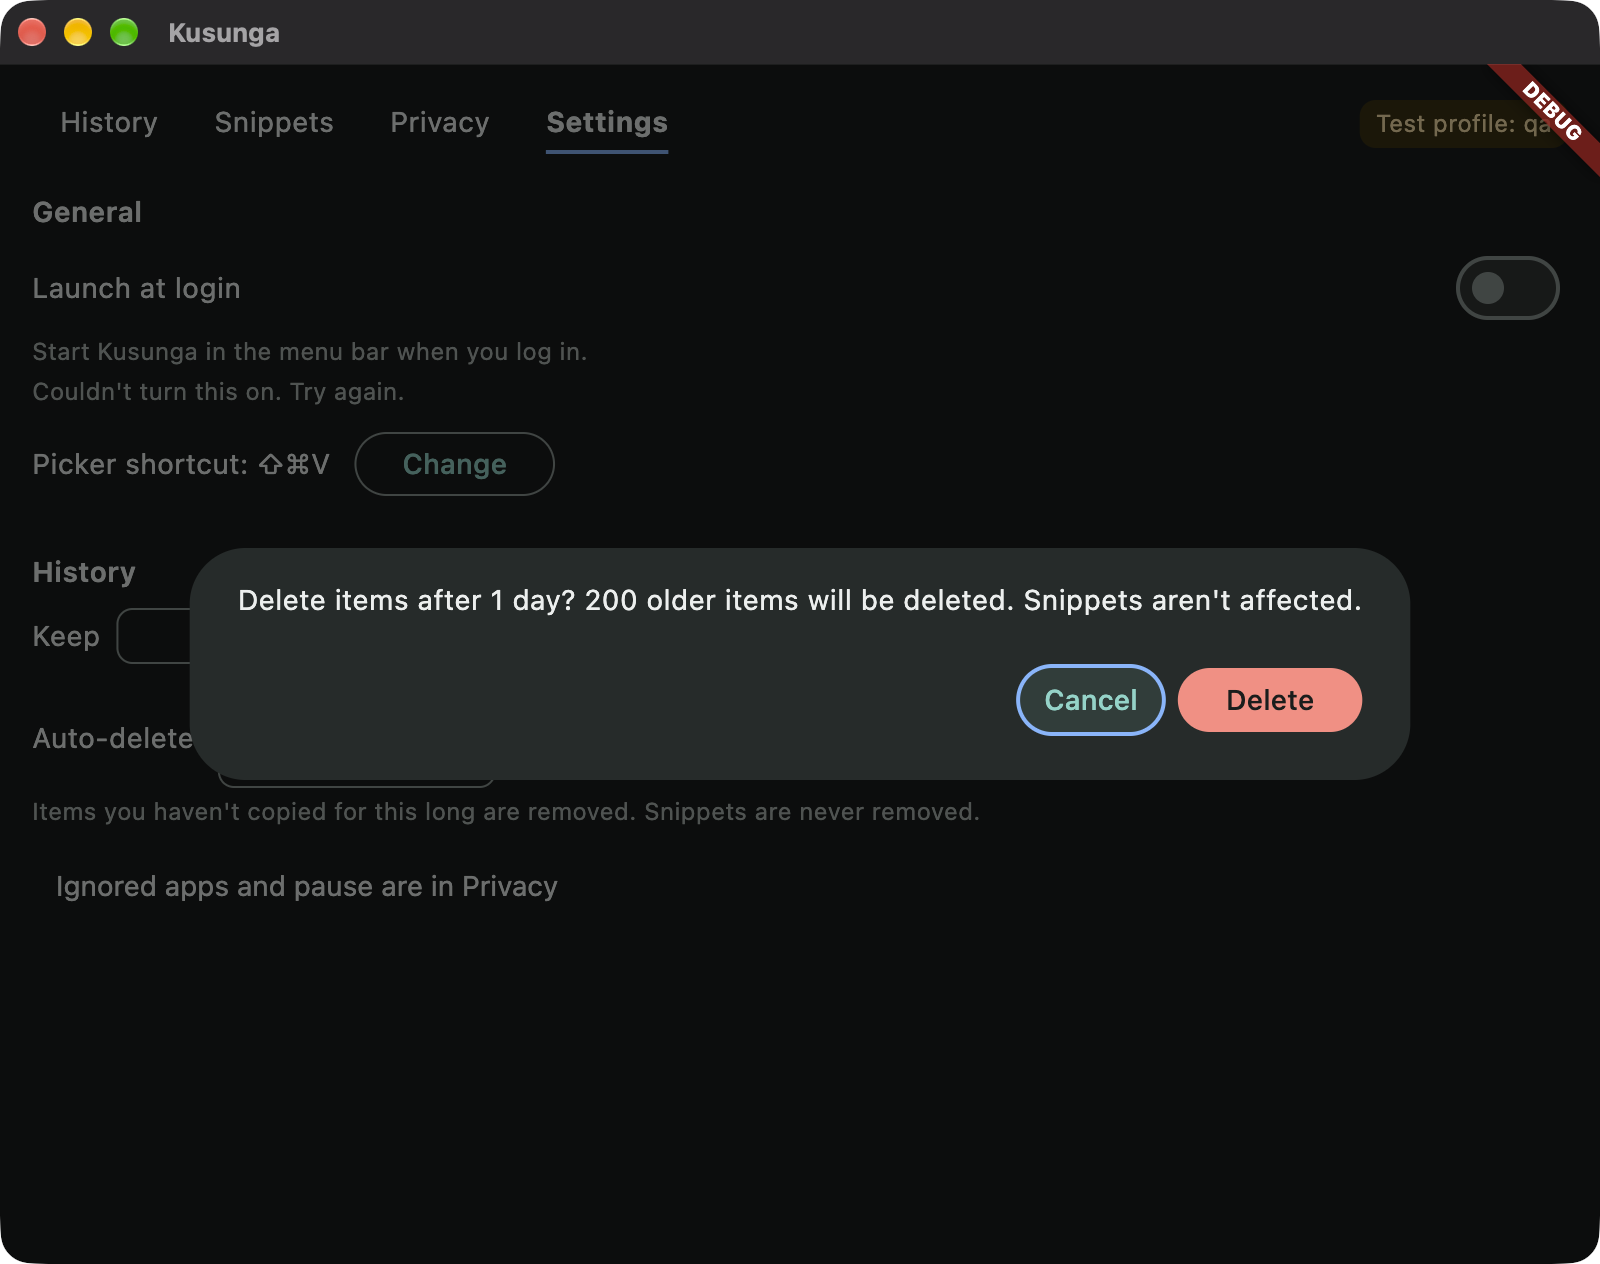 Kusunga
History Snippets Privacy Settings
Test profile: qa
DEBUG
General
Launch at login
Start Kusunga in the menu bar when you log in.
Couldn't turn this on. Try again.
Picker shortcut: ⇧⌘V Change
History
Delete items after 1 day? 200 older items will be deleted. Snippets aren't affected.
Keep
Cancel Delete
Auto-delete
Items you haven't copied for this long are removed. Snippets are never removed.
Ignored apps and pause are in Privacy